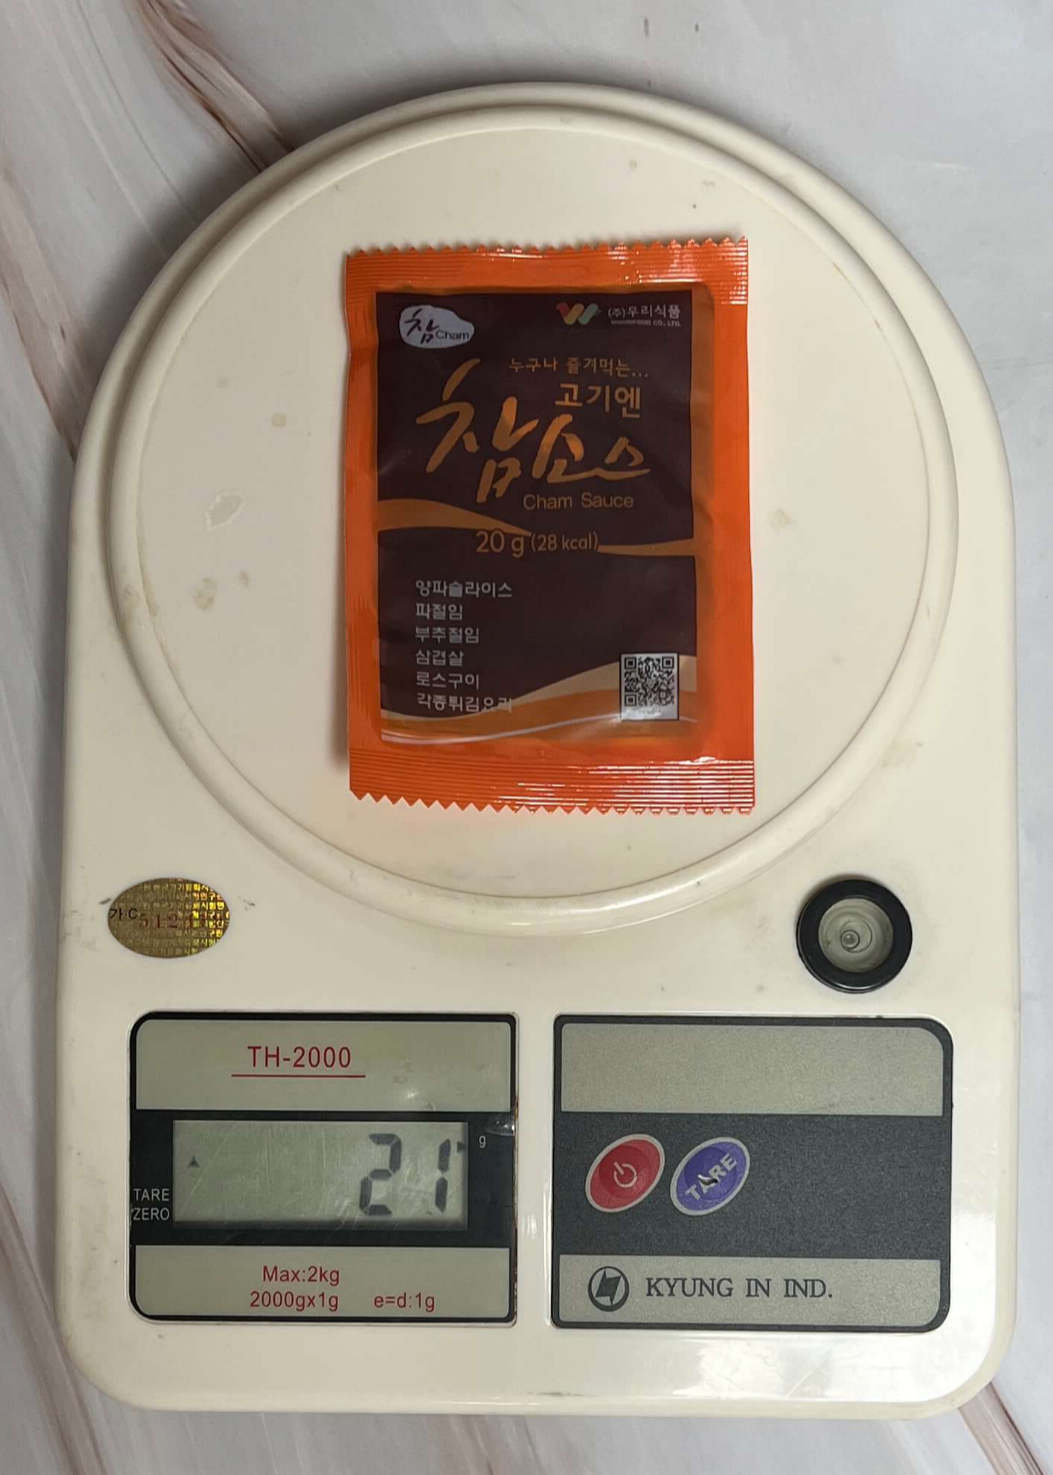 참 Cham
(주)우리식품
누구나 즐겨먹는...
고기엔
참소스
Cham Sauce
20 g (28 kcal)
양파슬라이스
파절임
부추절임
삼겹살
로스구이
각종튀김요리
TH-2000
21 g
TARE
ZERO
Max:2kg
2000gx1g e=d:1g
TARE
KYUNG IN IND.